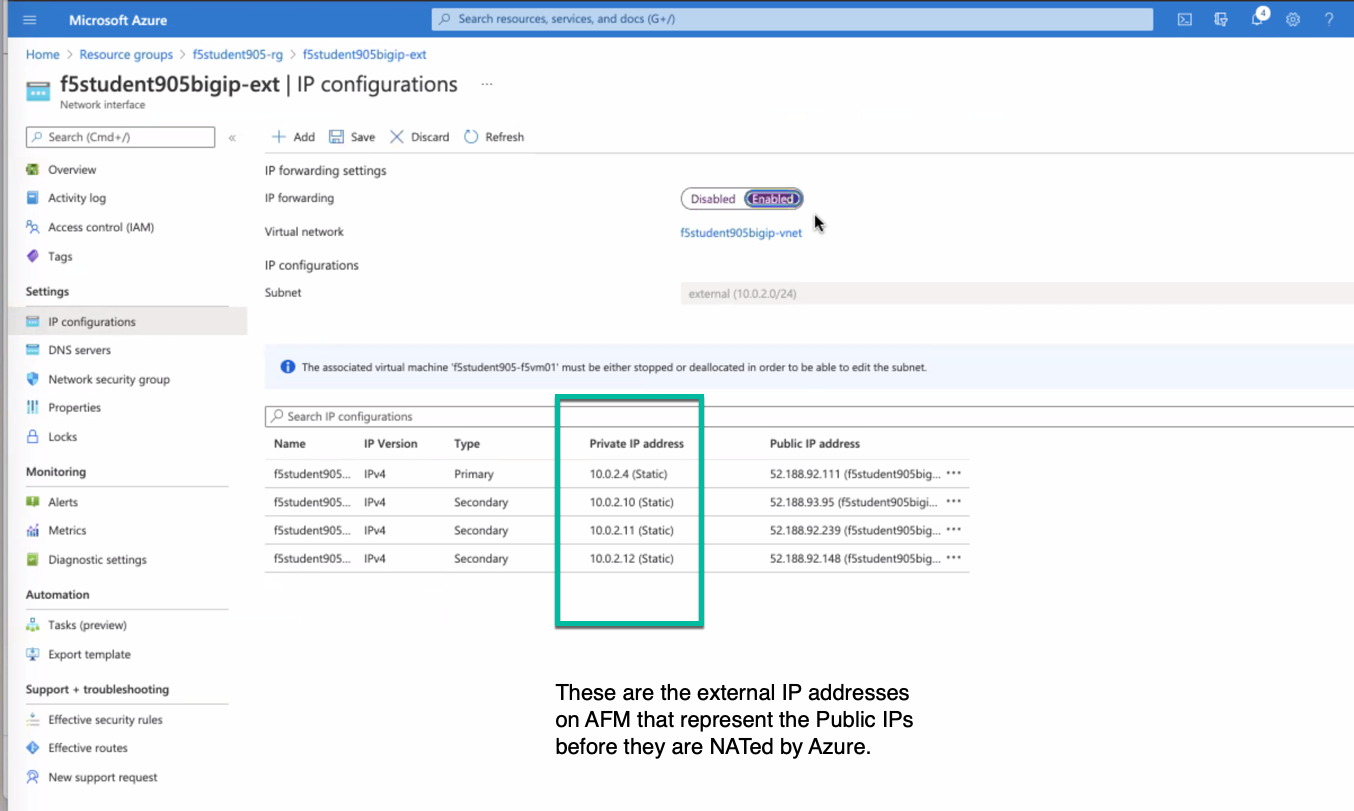 Microsoft Azure
Search resources, services, and docs (G+/)
4
?
Home > Resource groups > f5student905-rg > f5student905bigip-ext
f5student905bigip-ext | IP configurations ...
Network interface
Search (Cmd+/)
«
Add
Save
Discard
Refresh
Overview
Activity log
Access control (IAM)
Tags
Settings
IP configurations
DNS servers
Network security group
Properties
Locks
Monitoring
Alerts
Metrics
Diagnostic settings
Automation
Tasks (preview)
Export template
Support + troubleshooting
Effective security rules
Effective routes
New support request
IP forwarding settings
IP forwarding Disabled Enabled
Virtual network f5student905bigip-vnet
IP configurations
Subnet external (10.0.2.0/24)
The associated virtual machine 'f5student905-f5vm01' must be either stopped or deallocated in order to be able to edit the subnet.
Search IP configurations
Name IP Version Type Private IP address Public IP address
f5student905... IPv4 Primary 10.0.2.4 (Static) 52.188.92.111 (f5student905big... ...
f5student905... IPv4 Secondary 10.0.2.10 (Static) 52.188.93.95 (f5student905bigi... ...
f5student905... IPv4 Secondary 10.0.2.11 (Static) 52.188.92.239 (f5student905big... ...
f5student905... IPv4 Secondary 10.0.2.12 (Static) 52.188.92.148 (f5student905big... ...
These are the external IP addresses
on AFM that represent the Public IPs
before they are NATed by Azure.